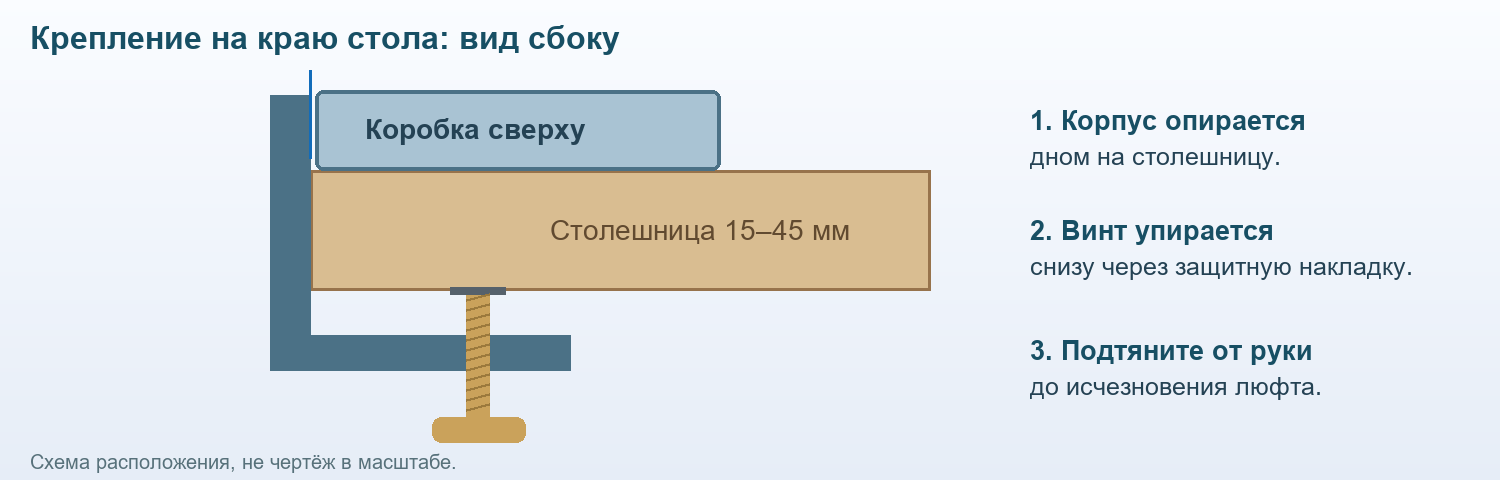 Крепление на краю стола: вид сбоку
Коробка сверху
Столешница 15–45 мм
1. Корпус опирается
дном на столешницу.
2. Винт упирается
снизу через защитную накладку.
3. Подтяните от руки
до исчезновения люфта.
Схема расположения, не чертёж в масштабе.